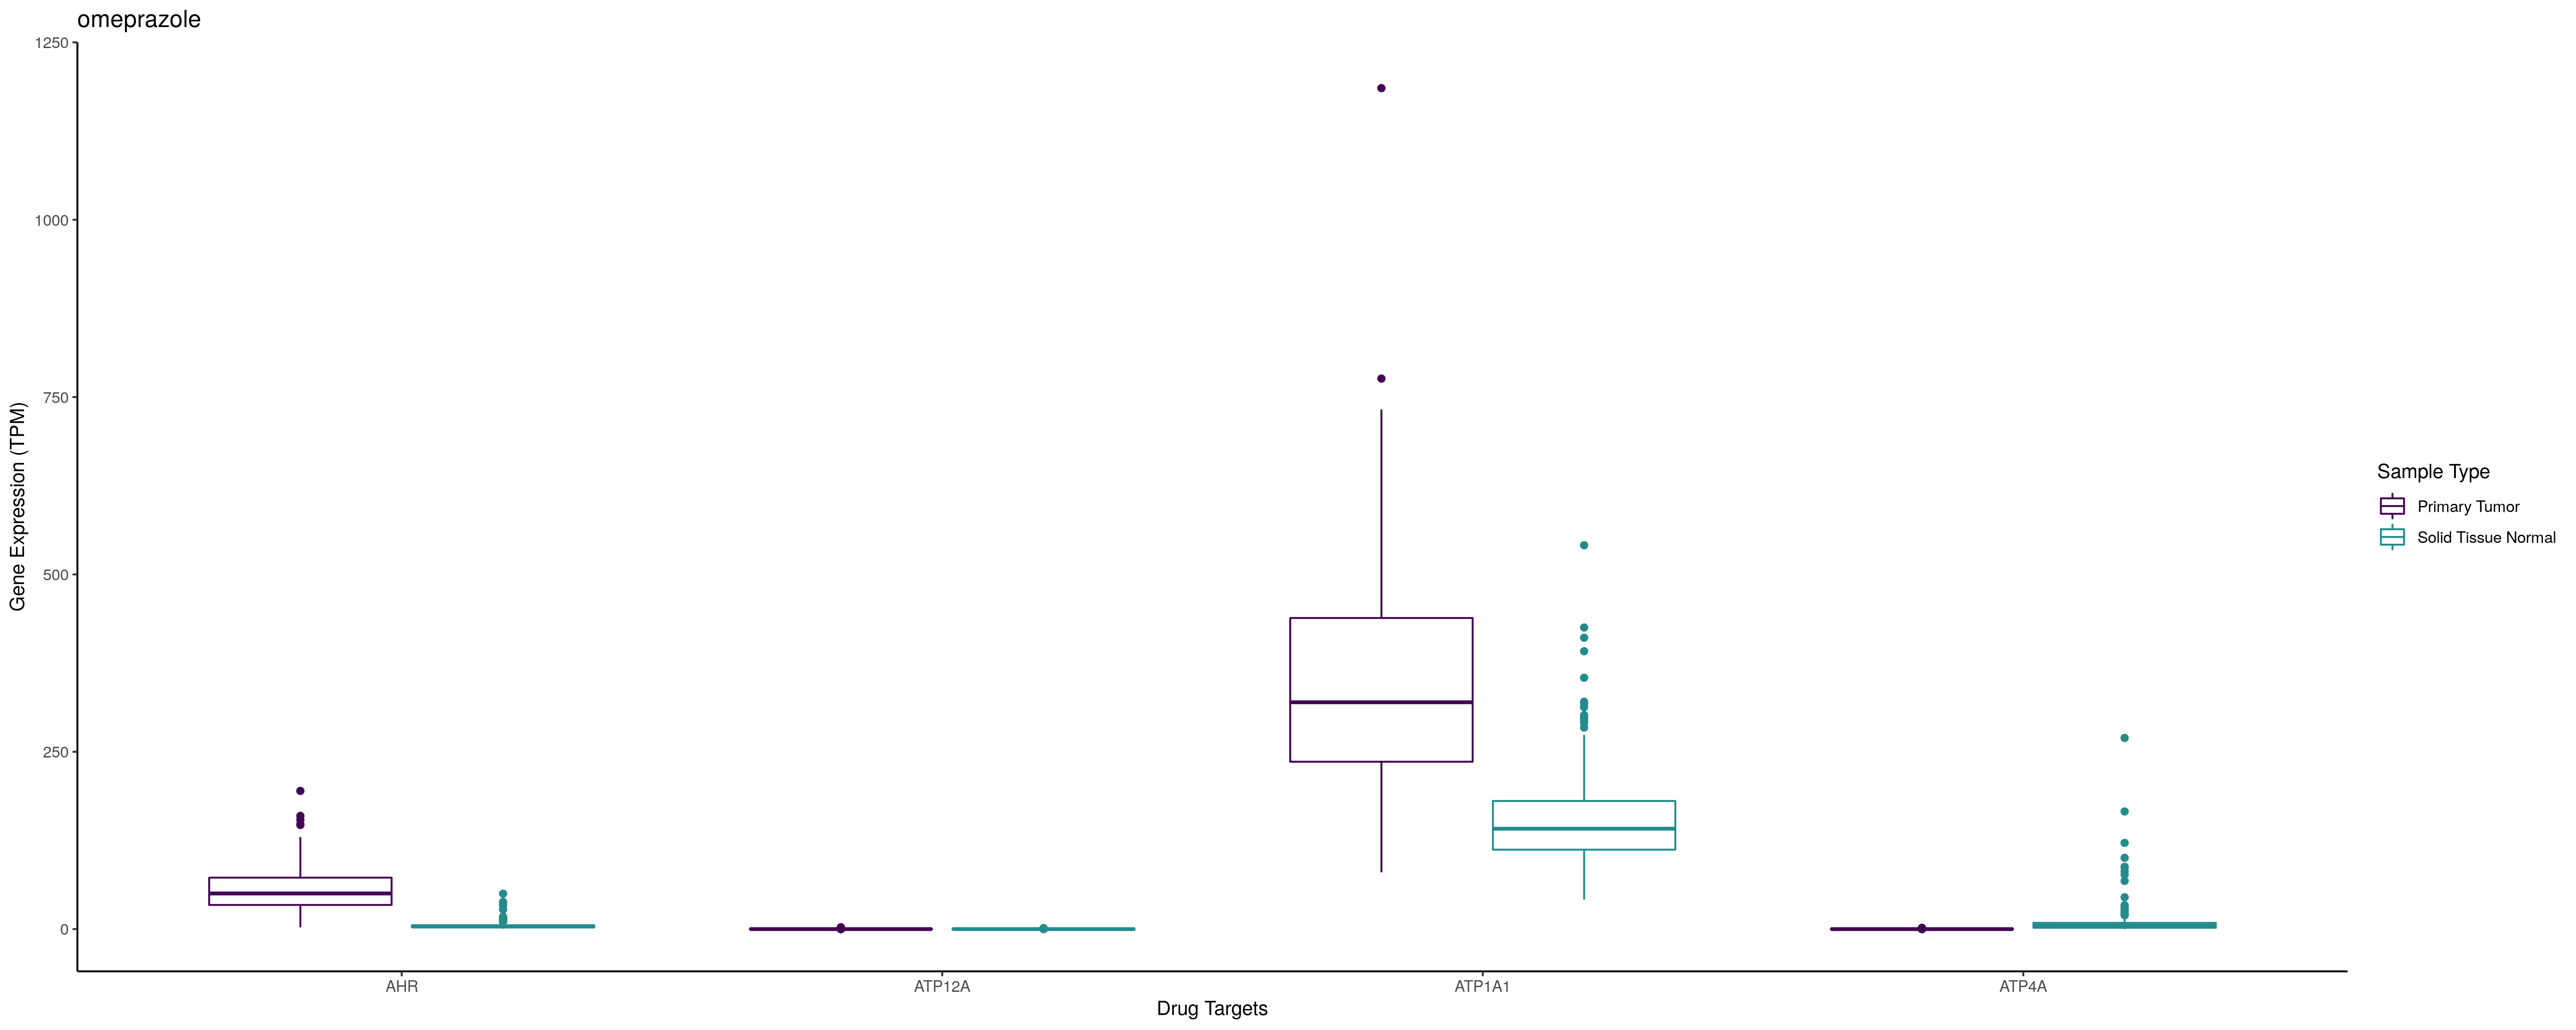 omeprazole
1250
1000
750
500
250
0
Gene Expression (TPM)
AHR
ATP12A
ATP1A1
ATP4A
Drug Targets
Sample Type
Primary Tumor
Solid Tissue Normal